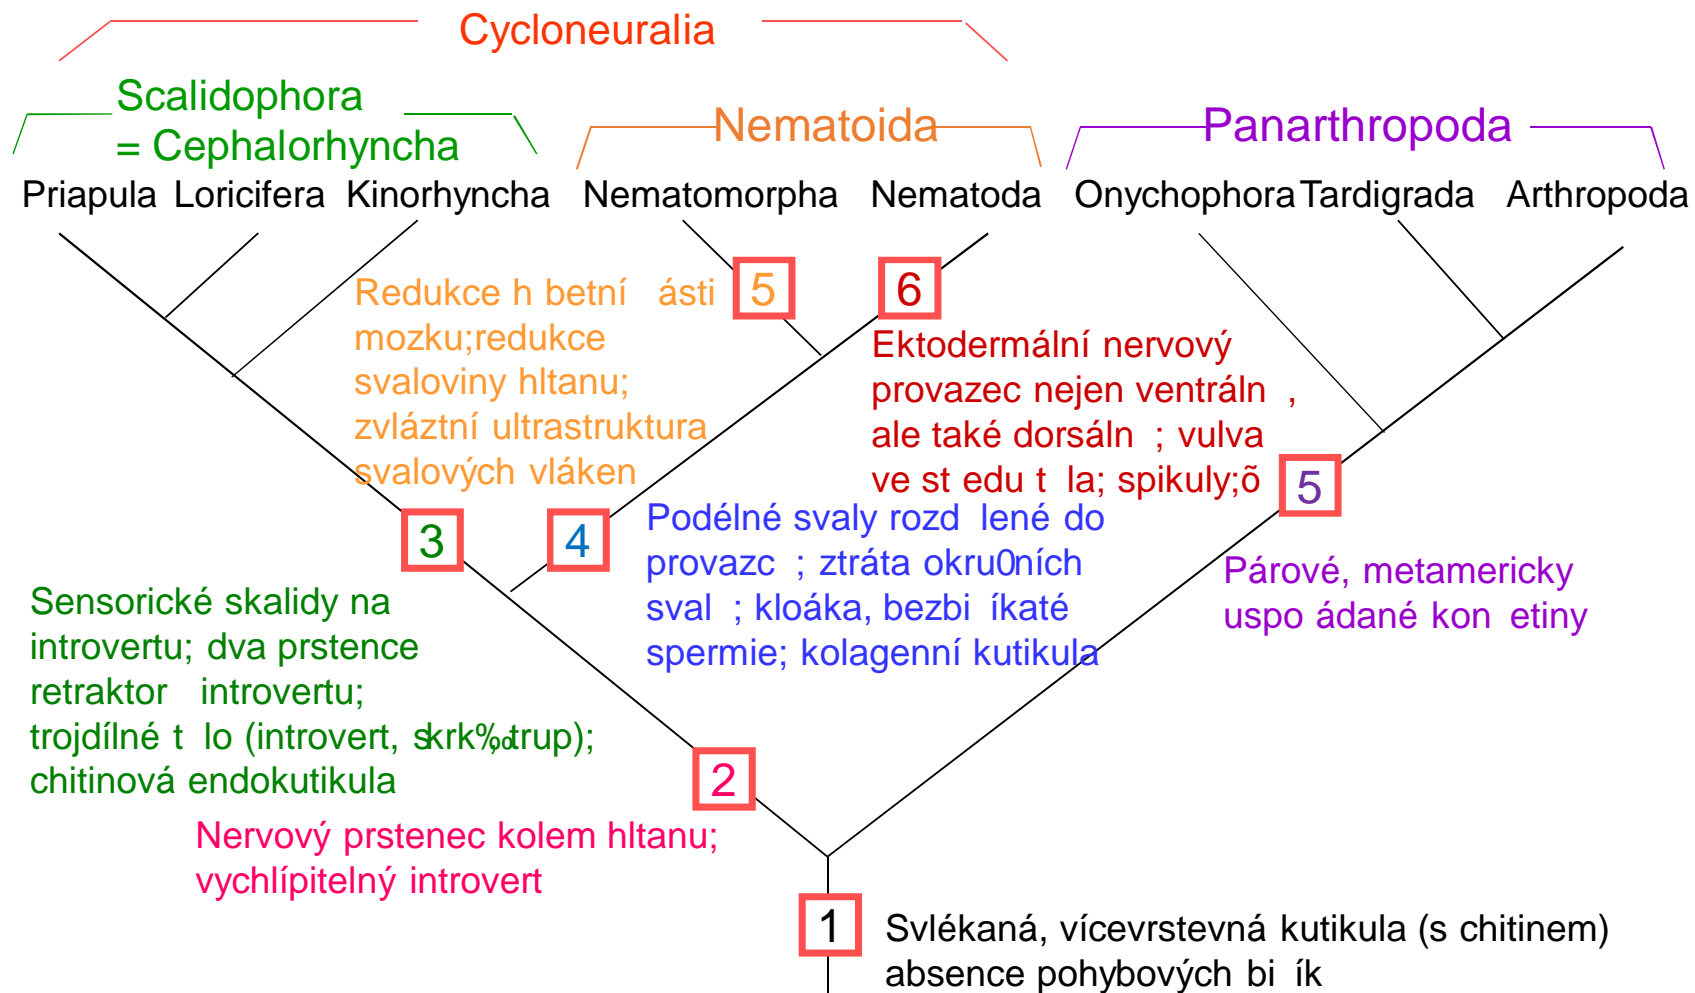 Cycloneuralia
Scalidophora
= Cephalorhyncha
Nematoida
Panarthropoda
Priapula Loricifera Kinorhyncha Nematomorpha Nematoda Onychophora Tardigrada Arthropoda
5
6
Redukce h betní ásti
mozku;redukce
svaloviny hltanu;
zvláztní ultrastruktura
svalových vláken
Ektodermální nervový
provazec nejen ventráln ,
ale také dorsáln ; vulva
ve st edu t la; spikuly;õ
5
3
4
Podélné svaly rozd lené do
provazc ; ztráta okru0ních
sval ; kloáka, bezbi íkaté
spermie; kolagenní kutikula
Párové, metamericky
uspo ádané kon etiny
Sensorické skalidy na
introvertu; dva prstence
retraktor introvertu;
trojdílné t lo (introvert, trup);
chitinová endokutikula
2
Nervový prstenec kolem hltanu;
vychlípitelný introvert
1
Svlékaná, vícevrstevná kutikula (s chitinem)
absence pohybových bi ík